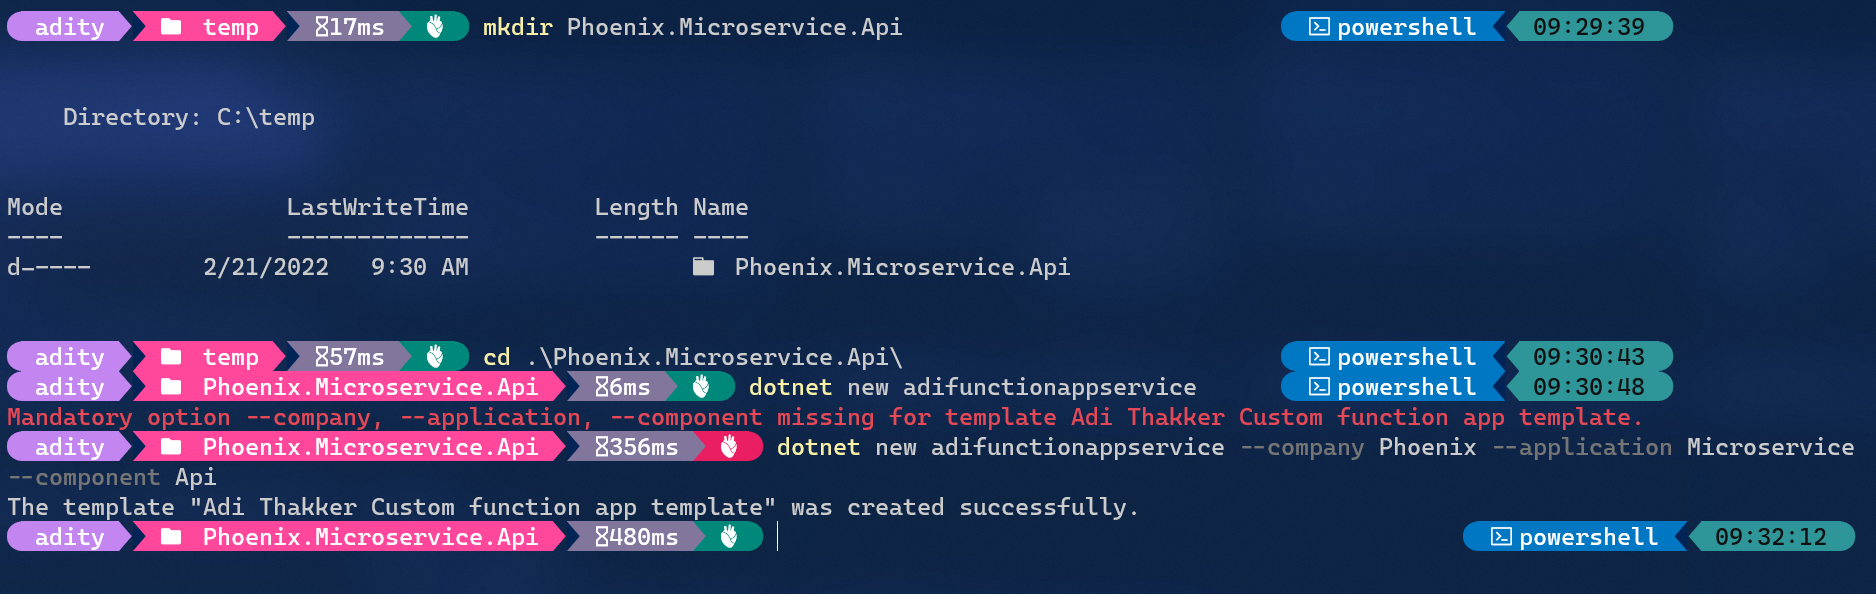 adity temp 17ms mkdir Phoenix.Microservice.Api powershell 09:29:39
Directory: C:\temp
Mode LastWriteTime Length Name
---- ------------- ------ ----
d----- 2/21/2022 9:30 AM Phoenix.Microservice.Api
adity temp 57ms cd .\Phoenix.Microservice.Api\ powershell 09:30:43
adity Phoenix.Microservice.Api 6ms dotnet new adifunctionappservice powershell 09:30:48
Mandatory option --company, --application, --component missing for template Adi Thakker Custom function app template.
adity Phoenix.Microservice.Api 356ms dotnet new adifunctionappservice --company Phoenix --application Microservice
--component Api
The template "Adi Thakker Custom function app template" was created successfully.
adity Phoenix.Microservice.Api 480ms powershell 09:32:12